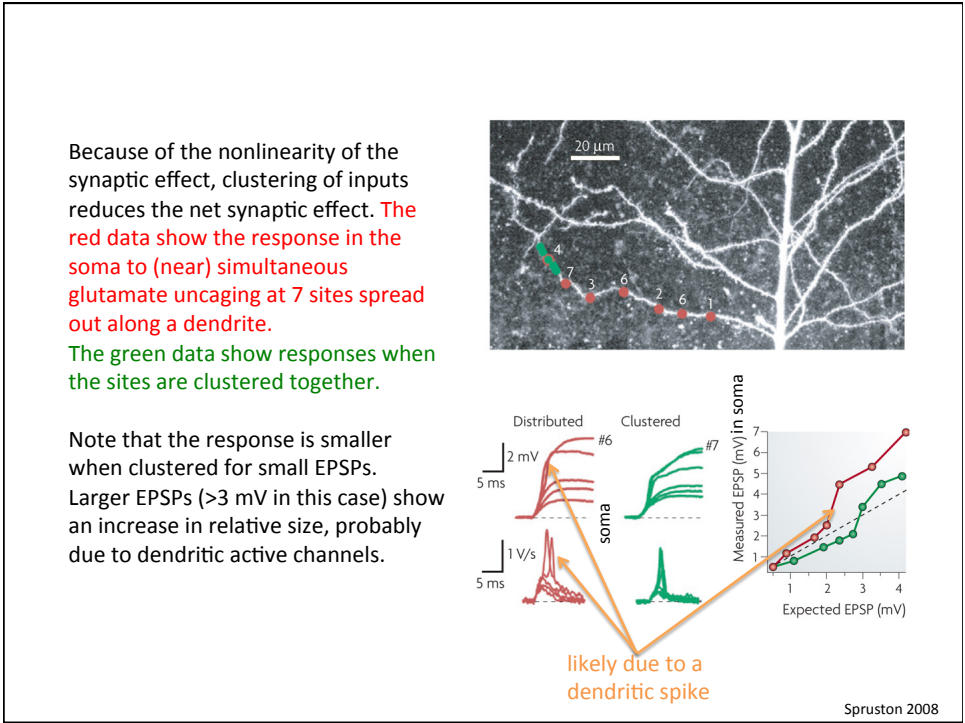 Because of the nonlinearity of the
synaptic effect, clustering of inputs
reduces the net synaptic effect. The
red data show the response in the
soma to (near) simultaneous
glutamate uncaging at 7 sites spread
out along a dendrite.
The green data show responses when
the sites are clustered together.
Note that the response is smaller
when clustered for small EPSPs.
Larger EPSPs (>3 mV in this case) show
an increase in relative size, probably
due to dendritic active channels.
20 μm
4
7
3
6
2
6
1
Distributed
Clustered
#6
#7
2 mV
5 ms
soma
1 V/s
5 ms
Measured EPSP (mV) in soma
7
6
5
4
3
2
1
1
2
3
4
Expected EPSP (mV)
likely due to a
dendritic spike
Spruston 2008